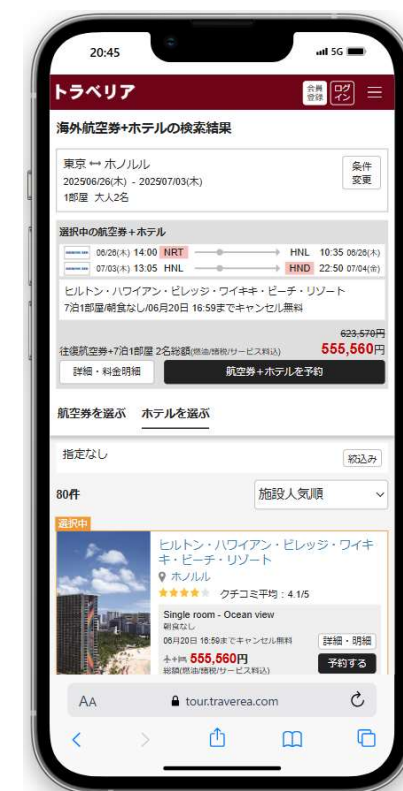 20:45
5G
トラベリア
会員登録
ログイン
海外航空券+ホテルの検索結果
東京 ⇔ ホノルル
2025/06/26(木) - 2025/07/03(木)
1部屋 大人2名
条件変更
選択中の航空券＋ホテル
06/26(木) 14:00 NRT HNL 10:35 06/26(木)
07/03(木) 13:05 HNL HND 22:50 07/04(金)
ヒルトン・ハワイアン・ビレッジ・ワイキキ・ビーチ・リゾート
7泊1部屋/朝食なし/06月20日 16:59までキャンセル無料
623,570円
往復航空券+7泊1部屋 2名総額(燃油/諸税/サービス料込) 555,560円
詳細・料金明細
航空券＋ホテルを予約
航空券を選ぶ ホテルを選ぶ
指定なし
絞込み
80件
施設人気順
選択中
ヒルトン・ハワイアン・ビレッジ・ワイキ
キ・ビーチ・リゾート
ホノルル
クチコミ平均：4.1/5
Single room - Ocean view
朝食なし
06月20日 16:59までキャンセル無料
詳細・明細
555,560円
総額(燃油/諸税/サービス料込)
予約する
AA
tour.traverea.com